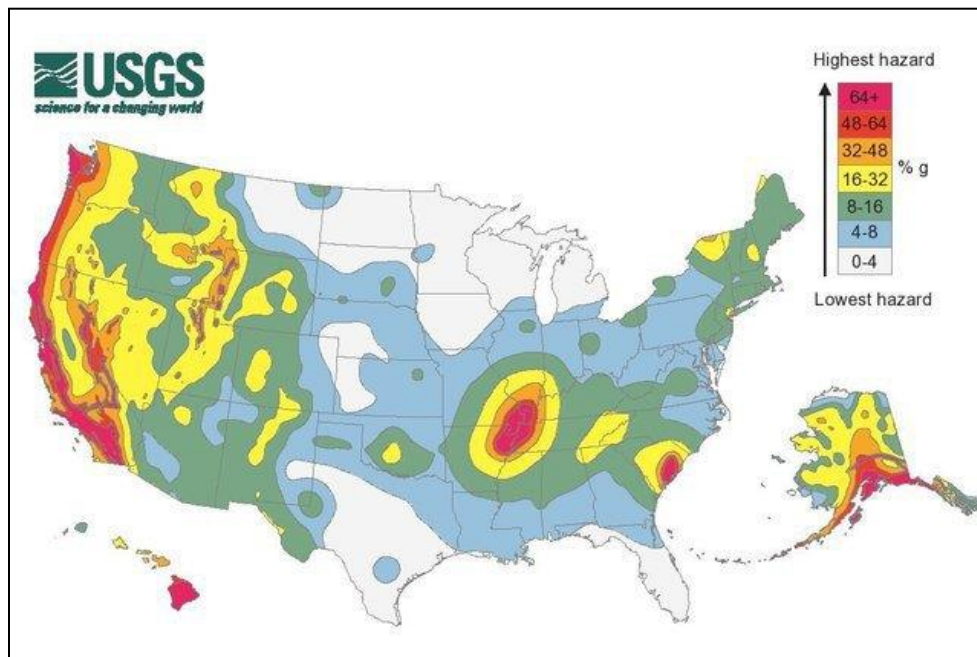 USGS
science for a changing world
Highest hazard
64+
48-64
32-48
16-32
8-16
4-8
0-4
% g
Lowest hazard